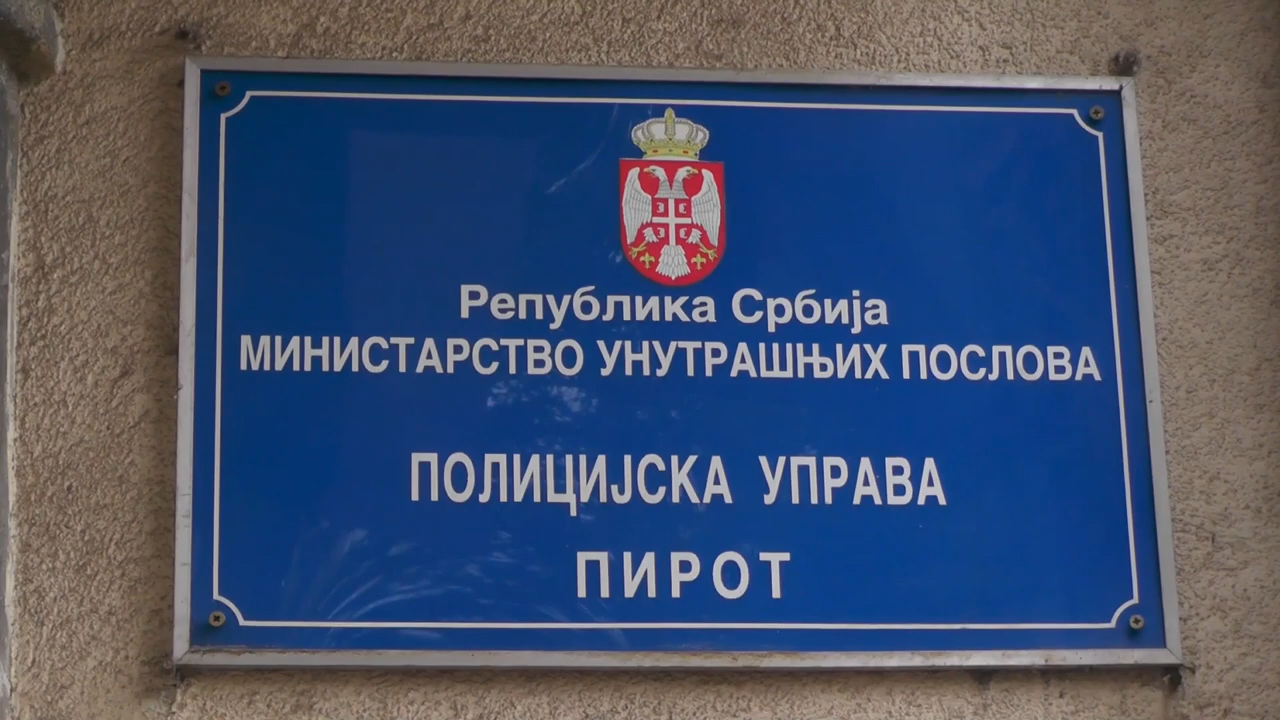 Република Србија
МИНИСТАРСТВО УНУТРАШЊИХ ПОСЛОВА
ПОЛИЦИЈСКА УПРАВА
ПИРОТ